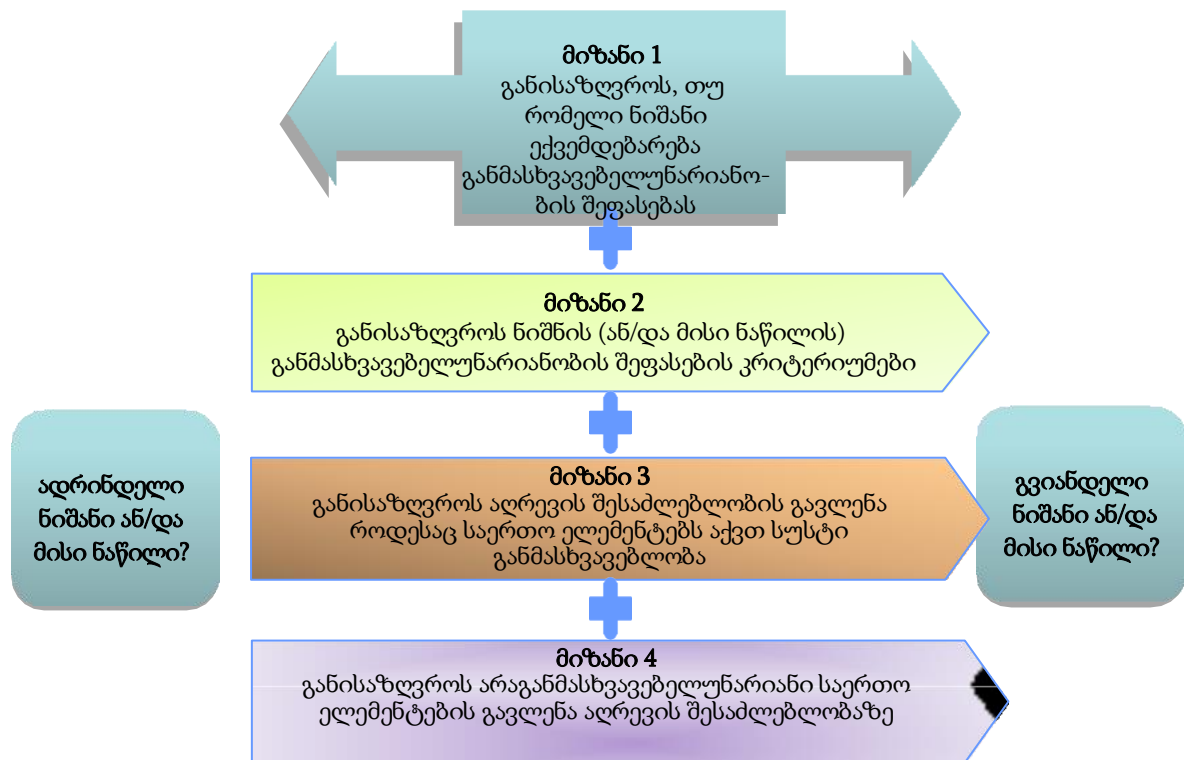 მიზანი 1
განისაზღვროს, თუ
რომელი ნიშანი
ექვემდებარება
განმასხვავებელუნარიანო-
ბის შეფასებას
მიზანი 2
განისაზღვროს ნიშნის (ან/და მისი ნაწილის)
განმასხვავებელუნარიანობის შეფასების კრიტერიუმები
ადრინდელი
ნიშანი ან/და
მისი ნაწილი?
მიზანი 3
განისაზღვროს აღრევის შესაძლებლობის გავლენა
როდესაც საერთო ელემენტებს აქვთ სუსტი
განმასხვავებლობა
გვიანდელი
ნიშანი ან/და
მისი ნაწილი?
მიზანი 4
განისაზღვროს არაგანმასხვავებელუნარიანი საერთო
ელემენტების გავლენა აღრევის შესაძლებლობაზე